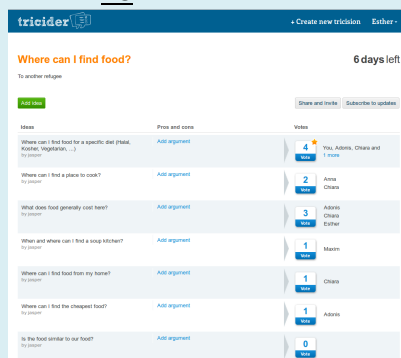 tricider
+ Create new tricision Esther
Where can I find food?
6 days left
To another refugee
Add idea
Share and Invite Subscribe to updates
Ideas Pros and cons Votes
Where can I find food for a specific diet (Halal,
Kosher, Vegetarian, ...)
by jasper
Add argument
4
Vote
You, Adonis, Chiara and
1 more
Where can I find a place to cook?
by jasper
Add argument
2
Vote
Anna
Chiara
What does food generally cost here?
by jasper
Add argument
3
Vote
Adonis
Chiara
Esther
When and where can I find a soup kitchen?
by jasper
Add argument
1
Vote
Maxim
Where can I find food from my home?
by jasper
Add argument
1
Vote
Chiara
Where can I find the cheapest food?
by jasper
Add argument
1
Vote
Adonis
Is the food similar to our food?
by jasper
Add argument
0
Vote